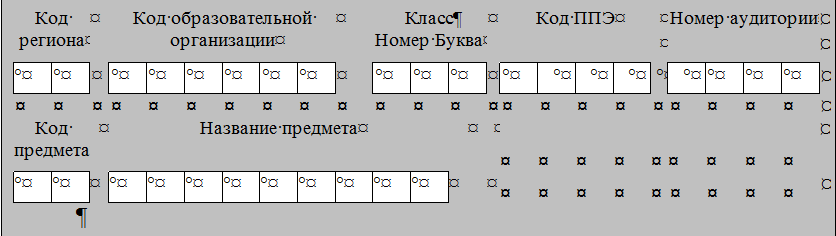 Код Код образовательной Класс¶ Код ППЭ Номер аудитории
региона организации Номер Буква
Код Название предмета
предмета
¶